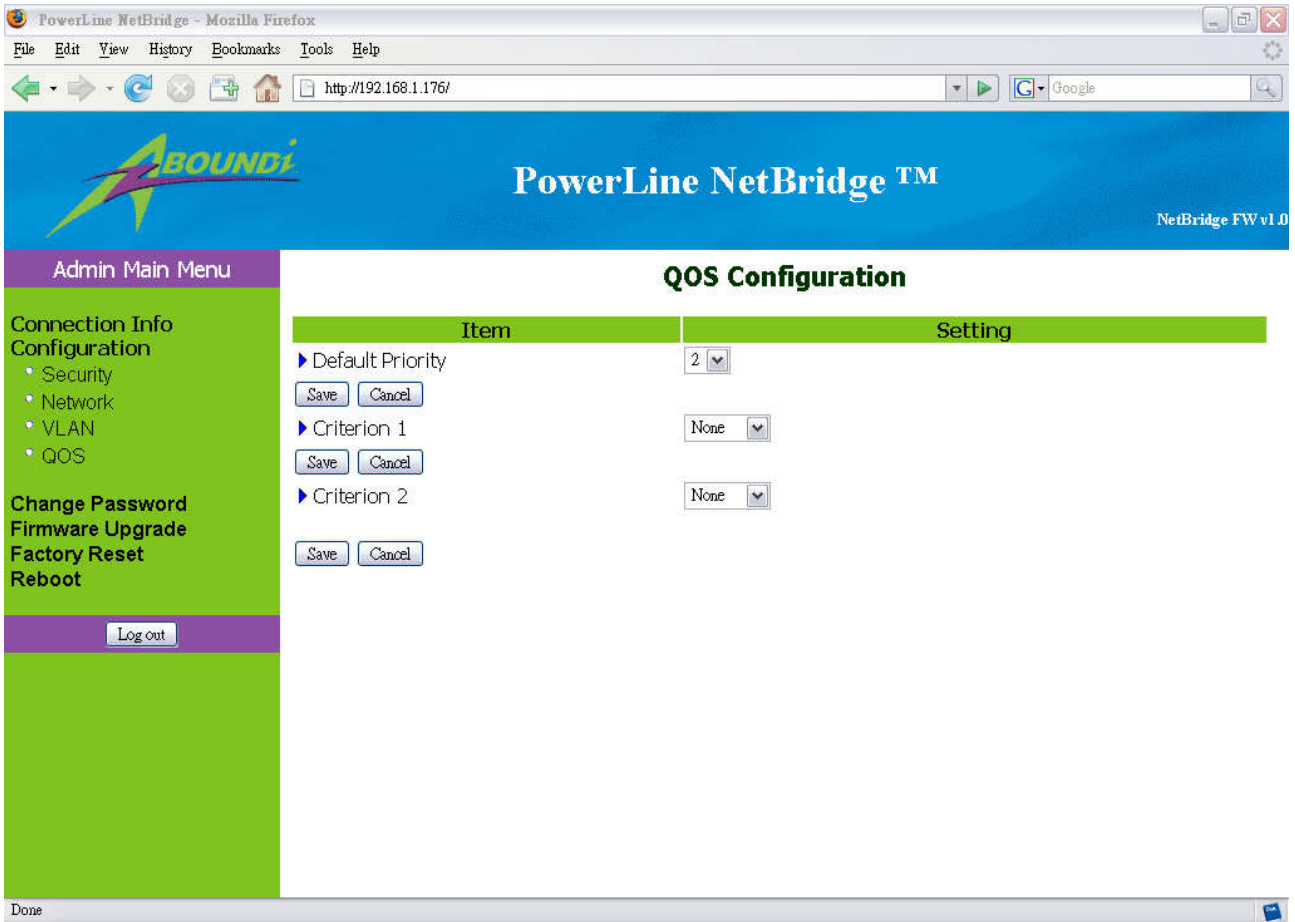 PowerLine NetBridge - Mozilla Firefox
File Edit View History Bookmarks Tools Help
http://192.168.1.176/
G Google
ABOUNDi
PowerLine NetBridge ™
NetBridge FW v1.0
Admin Main Menu
Connection Info
Configuration
Security
Network
VLAN
QOS
Change Password
Firmware Upgrade
Factory Reset
Reboot
Log out
QOS Configuration
Item Setting
Default Priority 2
Save Cancel
Criterion 1 None
Save Cancel
Criterion 2 None
Save Cancel
Done